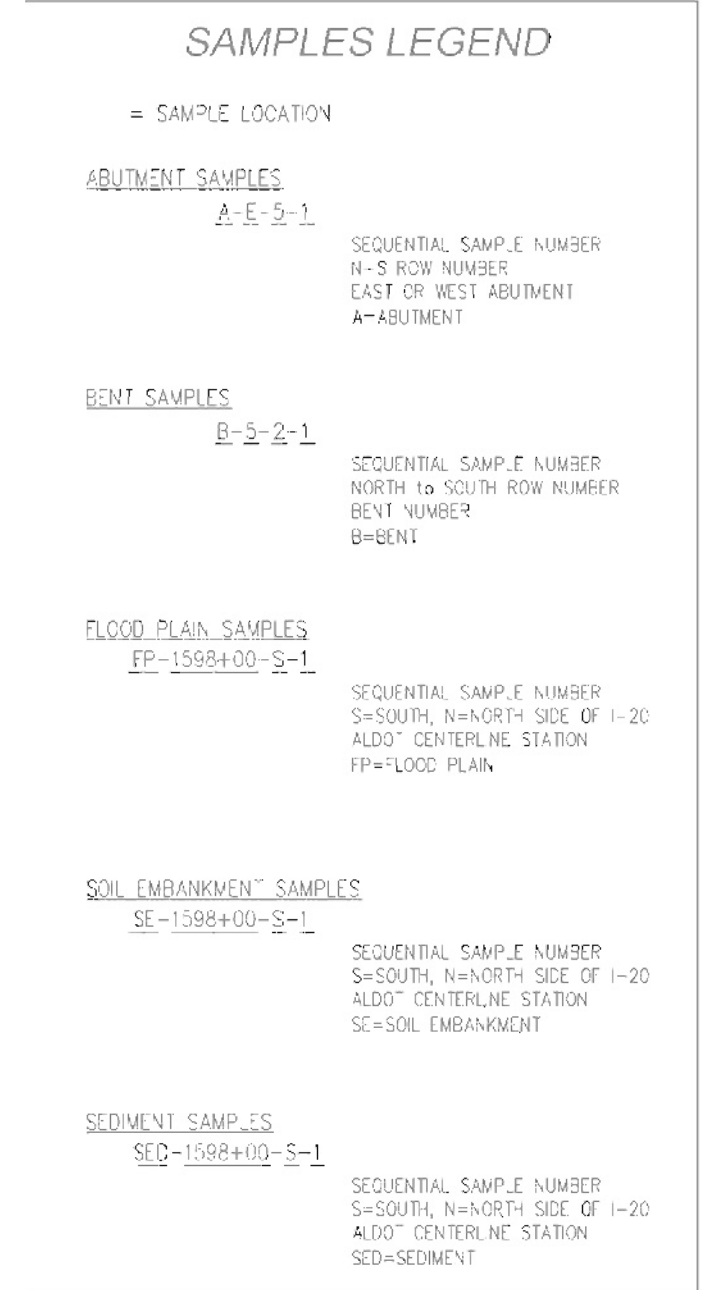 SAMPLES LEGEND
= SAMPLE LOCATION
ABUTMENT SAMPLES
A-E-5-1
SEQUENTIAL SAMPLE NUMBER
N-S ROW NUMBER
EAST OR WEST ABUTMENT
A=ABUTMENT
BENT SAMPLES
B-5-2-1
SEQUENTIAL SAMPLE NUMBER
NORTH to SOUTH ROW NUMBER
BENT NUMBER
B=BENT
FLOOD PLAIN SAMPLES
FP-1598+00-S-1
SEQUENTIAL SAMPLE NUMBER
S=SOUTH, N=NORTH SIDE OF I-20
ALDOT CENTERLINE STATION
FP=FLOOD PLAIN
SOIL EMBANKMENT SAMPLES
SE-1598+00-S-1
SEQUENTIAL SAMPLE NUMBER
S=SOUTH, N=NORTH SIDE OF I-20
ALDOT CENTERLINE STATION
SE=SOIL EMBANKMENT
SEDIMENT SAMPLES
SED-1598+00-S-1
SEQUENTIAL SAMPLE NUMBER
S=SOUTH, N=NORTH SIDE OF I-20
ALDOT CENTERLINE STATION
SED=SEDIMENT